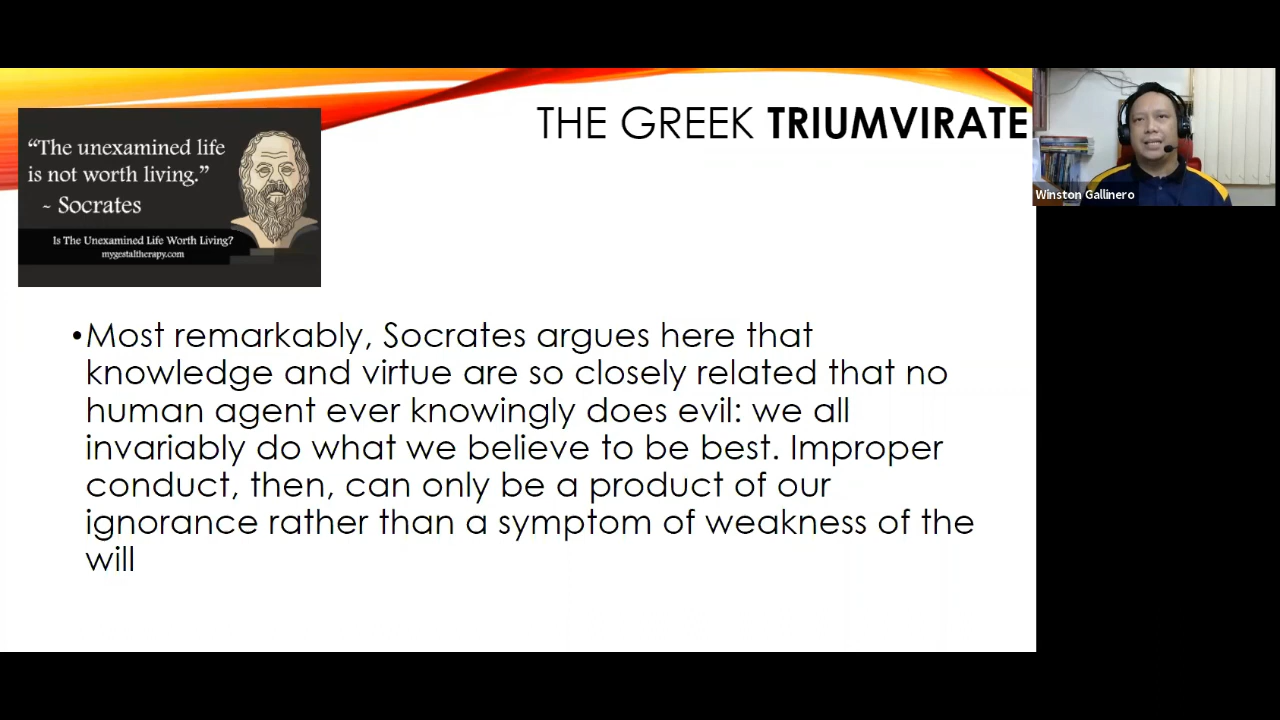 THE GREEK TRIUMVIRATE
“The unexamined life
is not worth living.”
~ Socrates
Is The Unexamined Life Worth Living?
mygestaltherapy.com
Winston Gallinero
•Most remarkably, Socrates argues here that
knowledge and virtue are so closely related that no
human agent ever knowingly does evil: we all
invariably do what we believe to be best. Improper
conduct, then, can only be a product of our
ignorance rather than a symptom of weakness of the
will